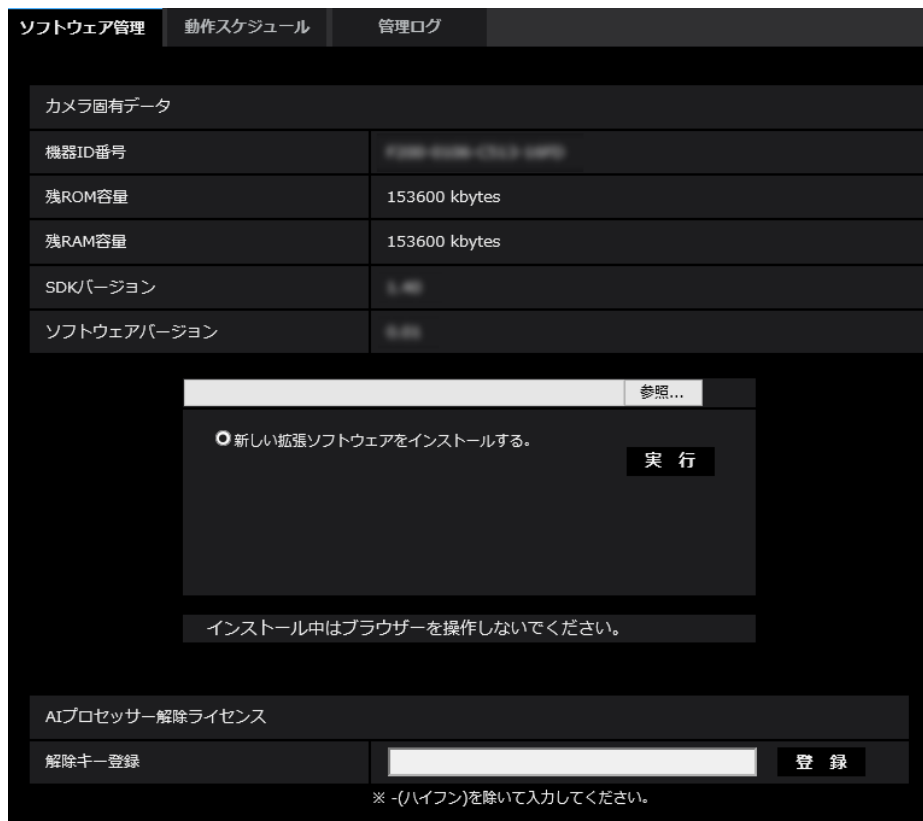 ソフトウェア管理 動作スケジュール 管理ログ
カメラ固有データ
機器ID番号
残ROM容量 153600 kbytes
残RAM容量 153600 kbytes
SDKバージョン
ソフトウェアバージョン
参照...
新しい拡張ソフトウェアをインストールする。
実 行
インストール中はブラウザーを操作しないでください。
AIプロセッサー解除ライセンス
解除キー登録 登 録
※ -(ハイフン)を除いて入力してください。